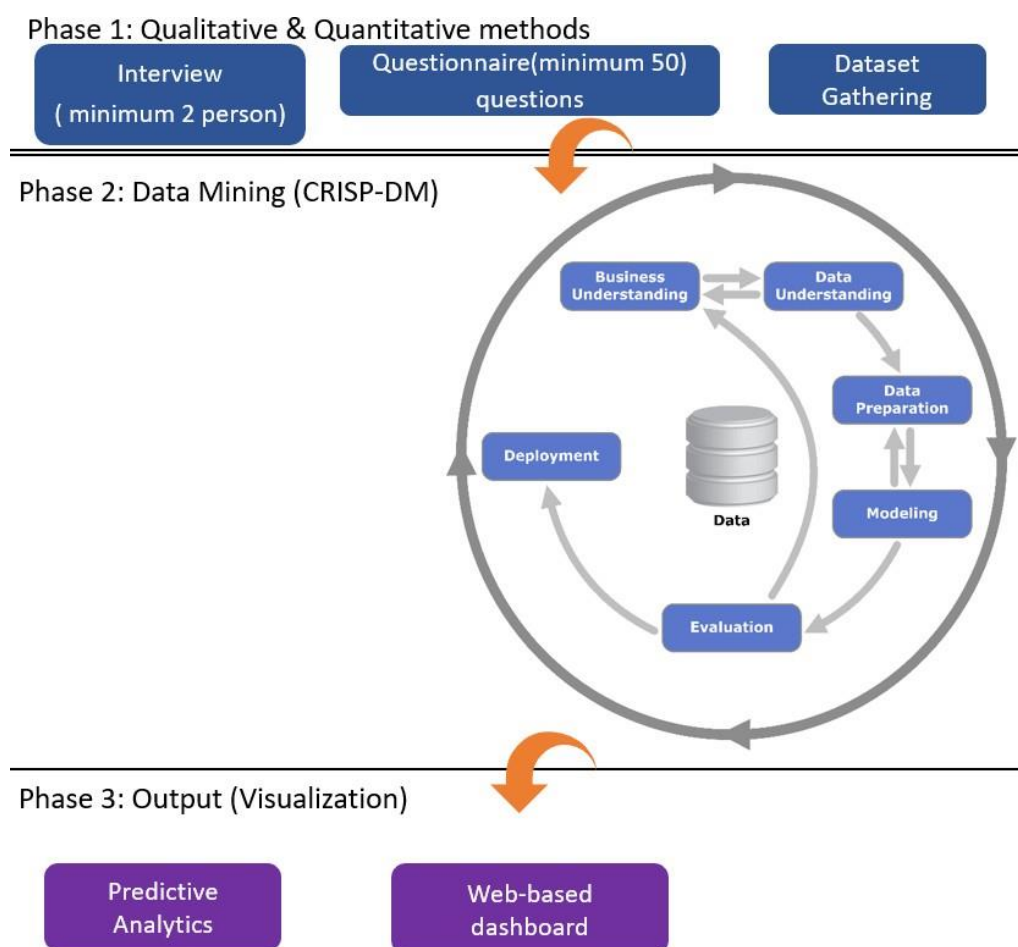 Phase 1: Qualitative & Quantitative methods
Interview
( minimum 2 person)
Questionnaire(minimum 50)
questions
Dataset
Gathering
Phase 2: Data Mining (CRISP-DM)
Business
Understanding
Data
Understanding
Data
Preparation
Deployment
Data
Modeling
Evaluation
Phase 3: Output (Visualization)
Predictive
Analytics
Web-based
dashboard